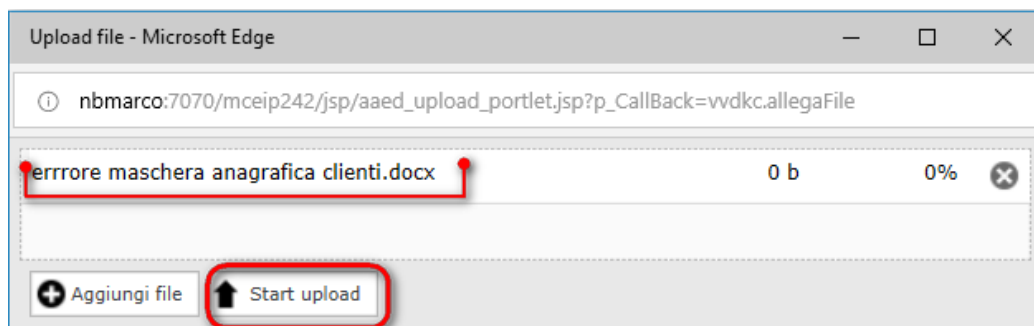 Upload file - Microsoft Edge
nbmarco:7070/mceip242/jsp/aaed_upload_portlet.jsp?p_CallBack=vvdkc.allegaFile
errrore maschera anagrafica clienti.docx 0 b 0%
Aggiungi file Start upload